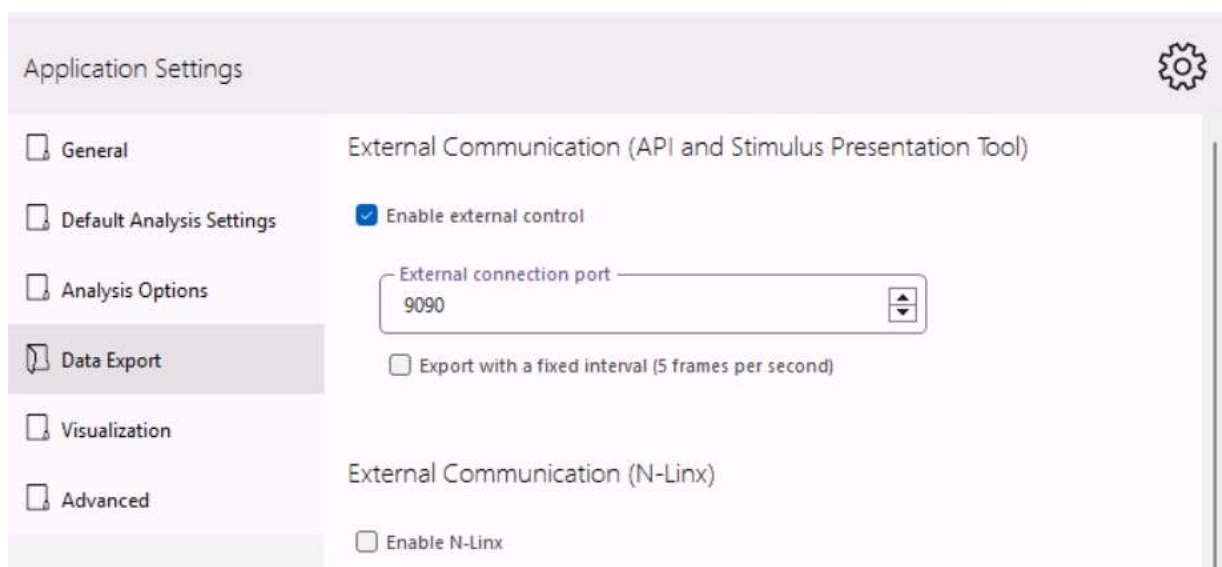 Application Settings
General
Default Analysis Settings
Analysis Options
Data Export
Visualization
Advanced
External Communication (API and Stimulus Presentation Tool)
Enable external control
External connection port
9090
Export with a fixed interval (5 frames per second)
External Communication (N-Linx)
Enable N-Linx